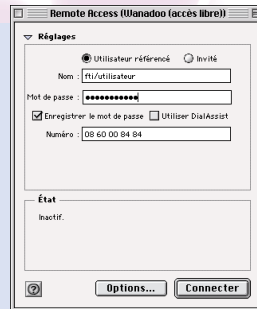 Remote Access (Wanadoo (accès libre))
Réglages
Utilisateur référencé Invité
Nom : fti/utilisateur
Mot de passe : ●●●●●●●●●●●
Enregistrer le mot de passe Utiliser DialAssist
Numéro : 08 60 00 84 84
État
Inactif.
? Options... Connecter